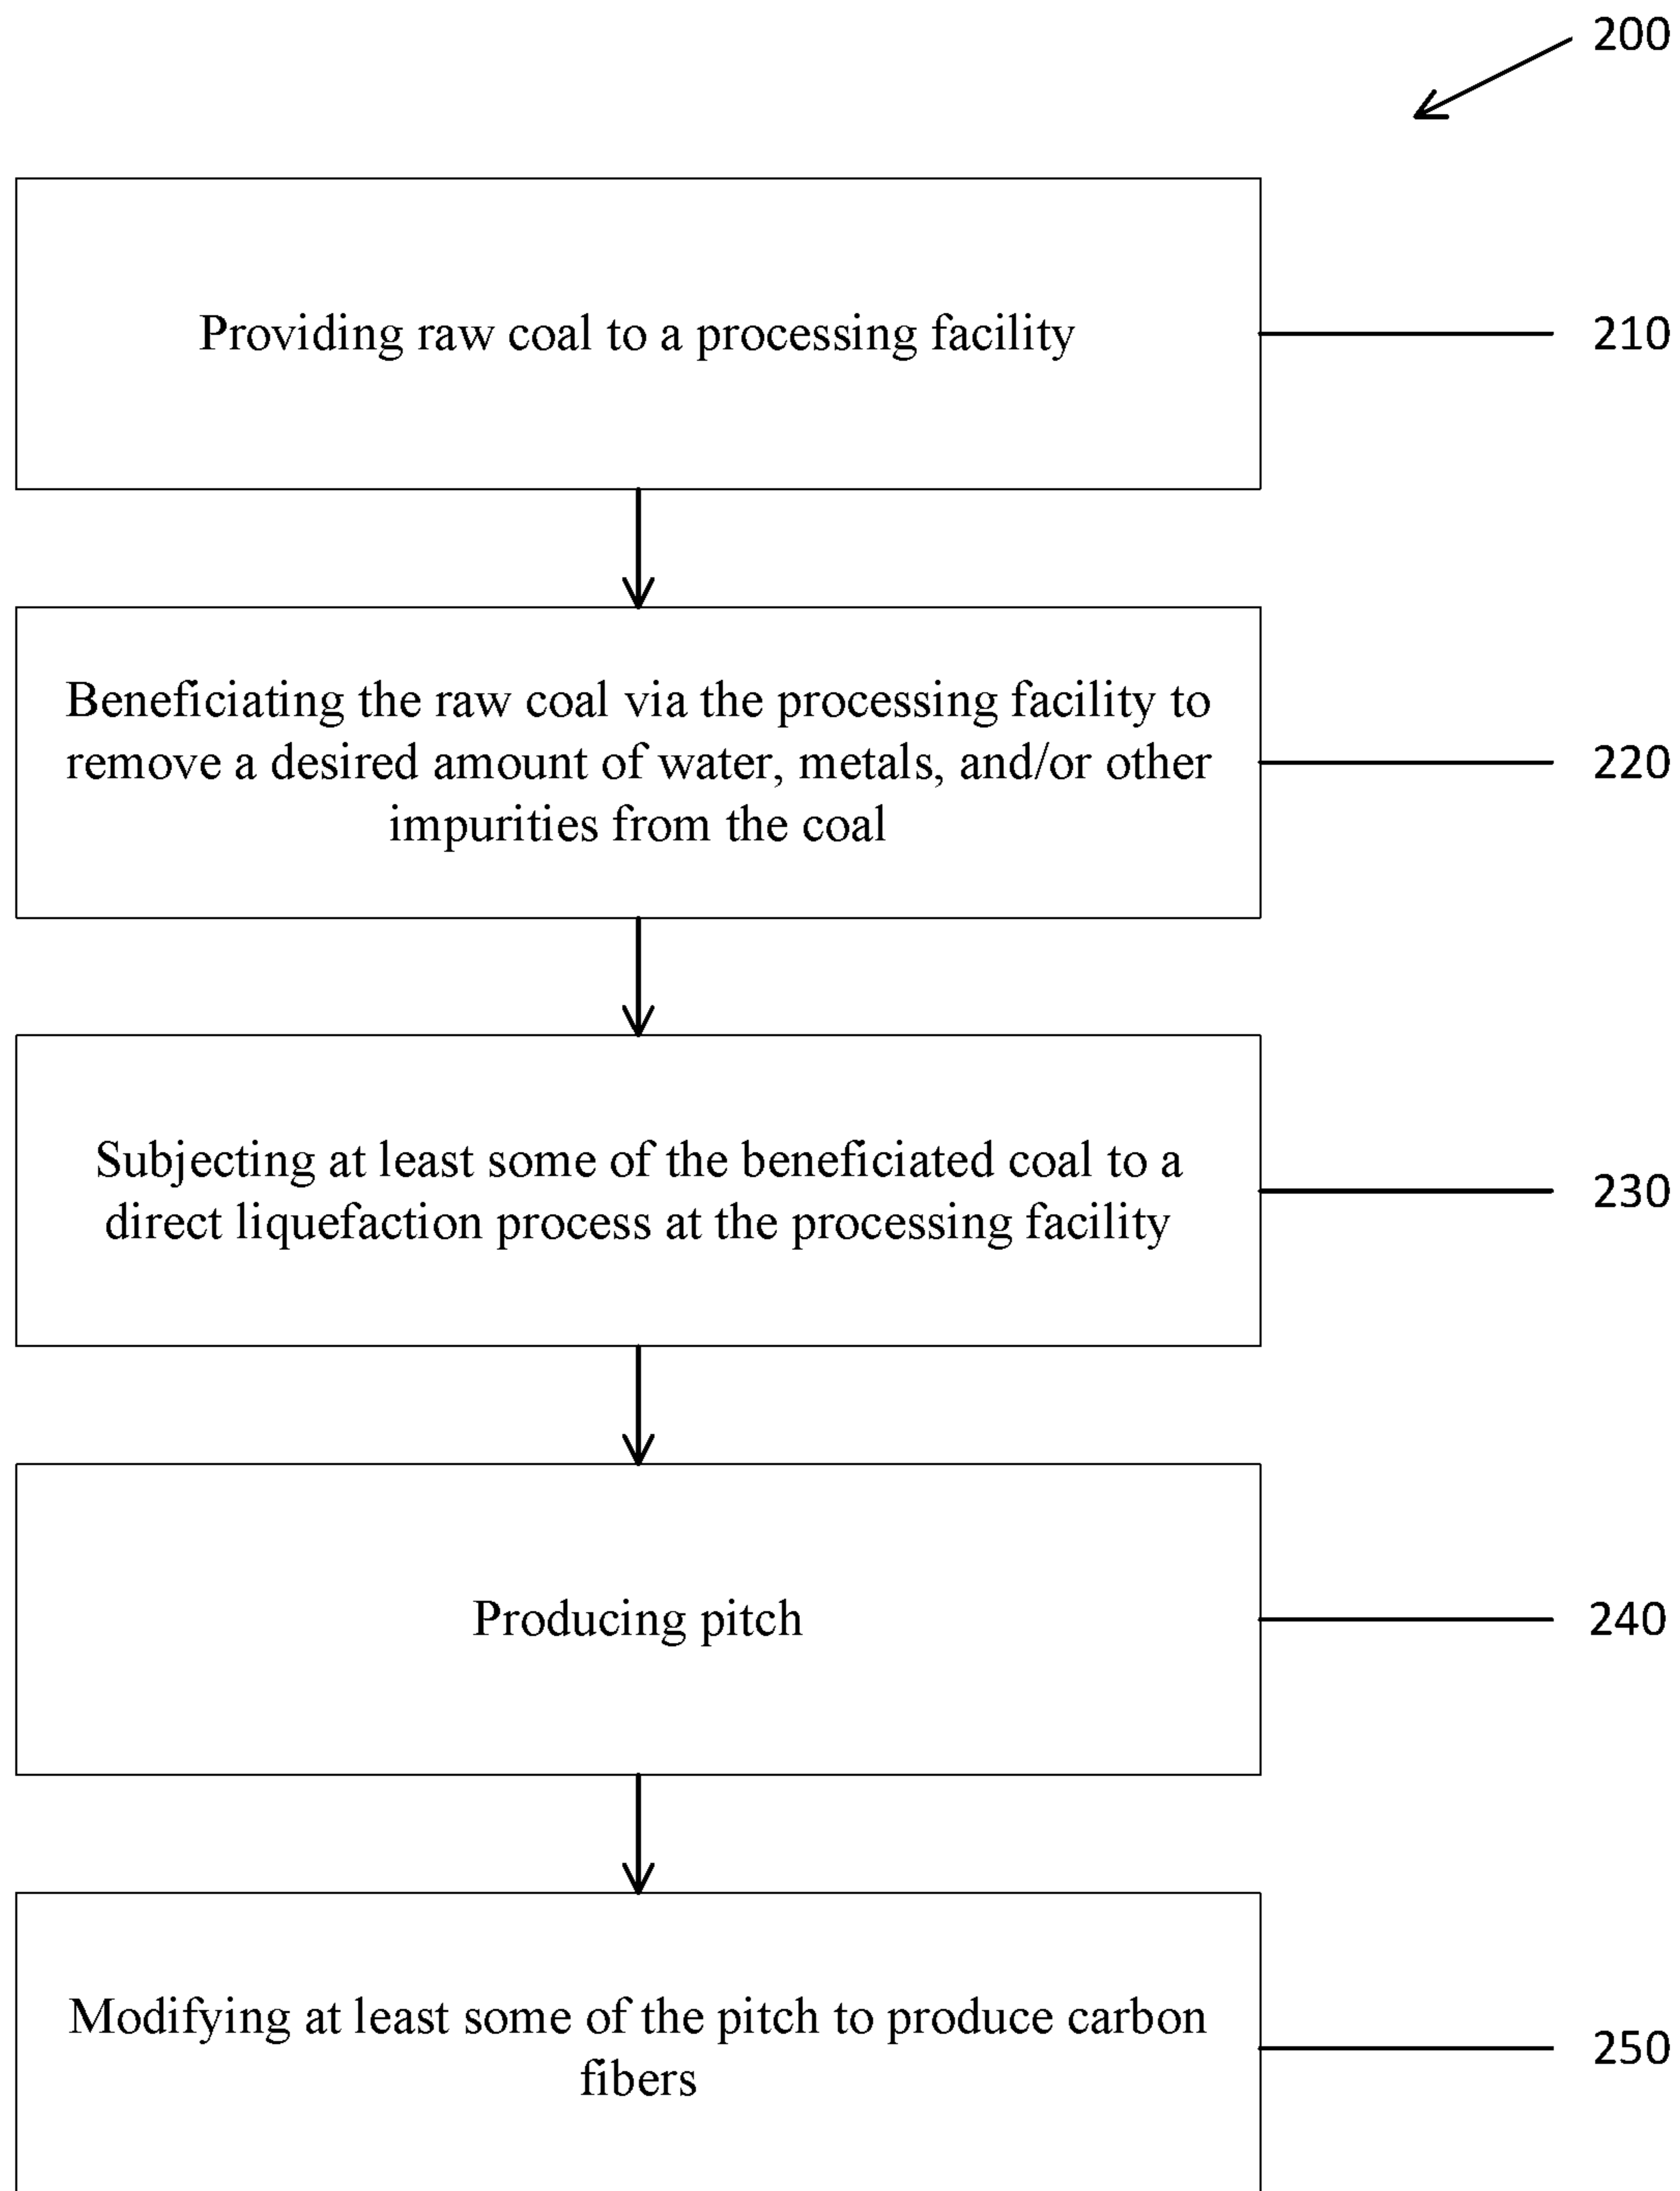 200
Providing raw coal to a processing facility
210
Beneficiating the raw coal via the processing facility to
remove a desired amount of water, metals, and/or other
impurities from the coal
220
Subjecting at least some of the beneficiated coal to a
direct liquefaction process at the processing facility
230
Producing pitch
240
Modifying at least some of the pitch to produce carbon
fibers
250